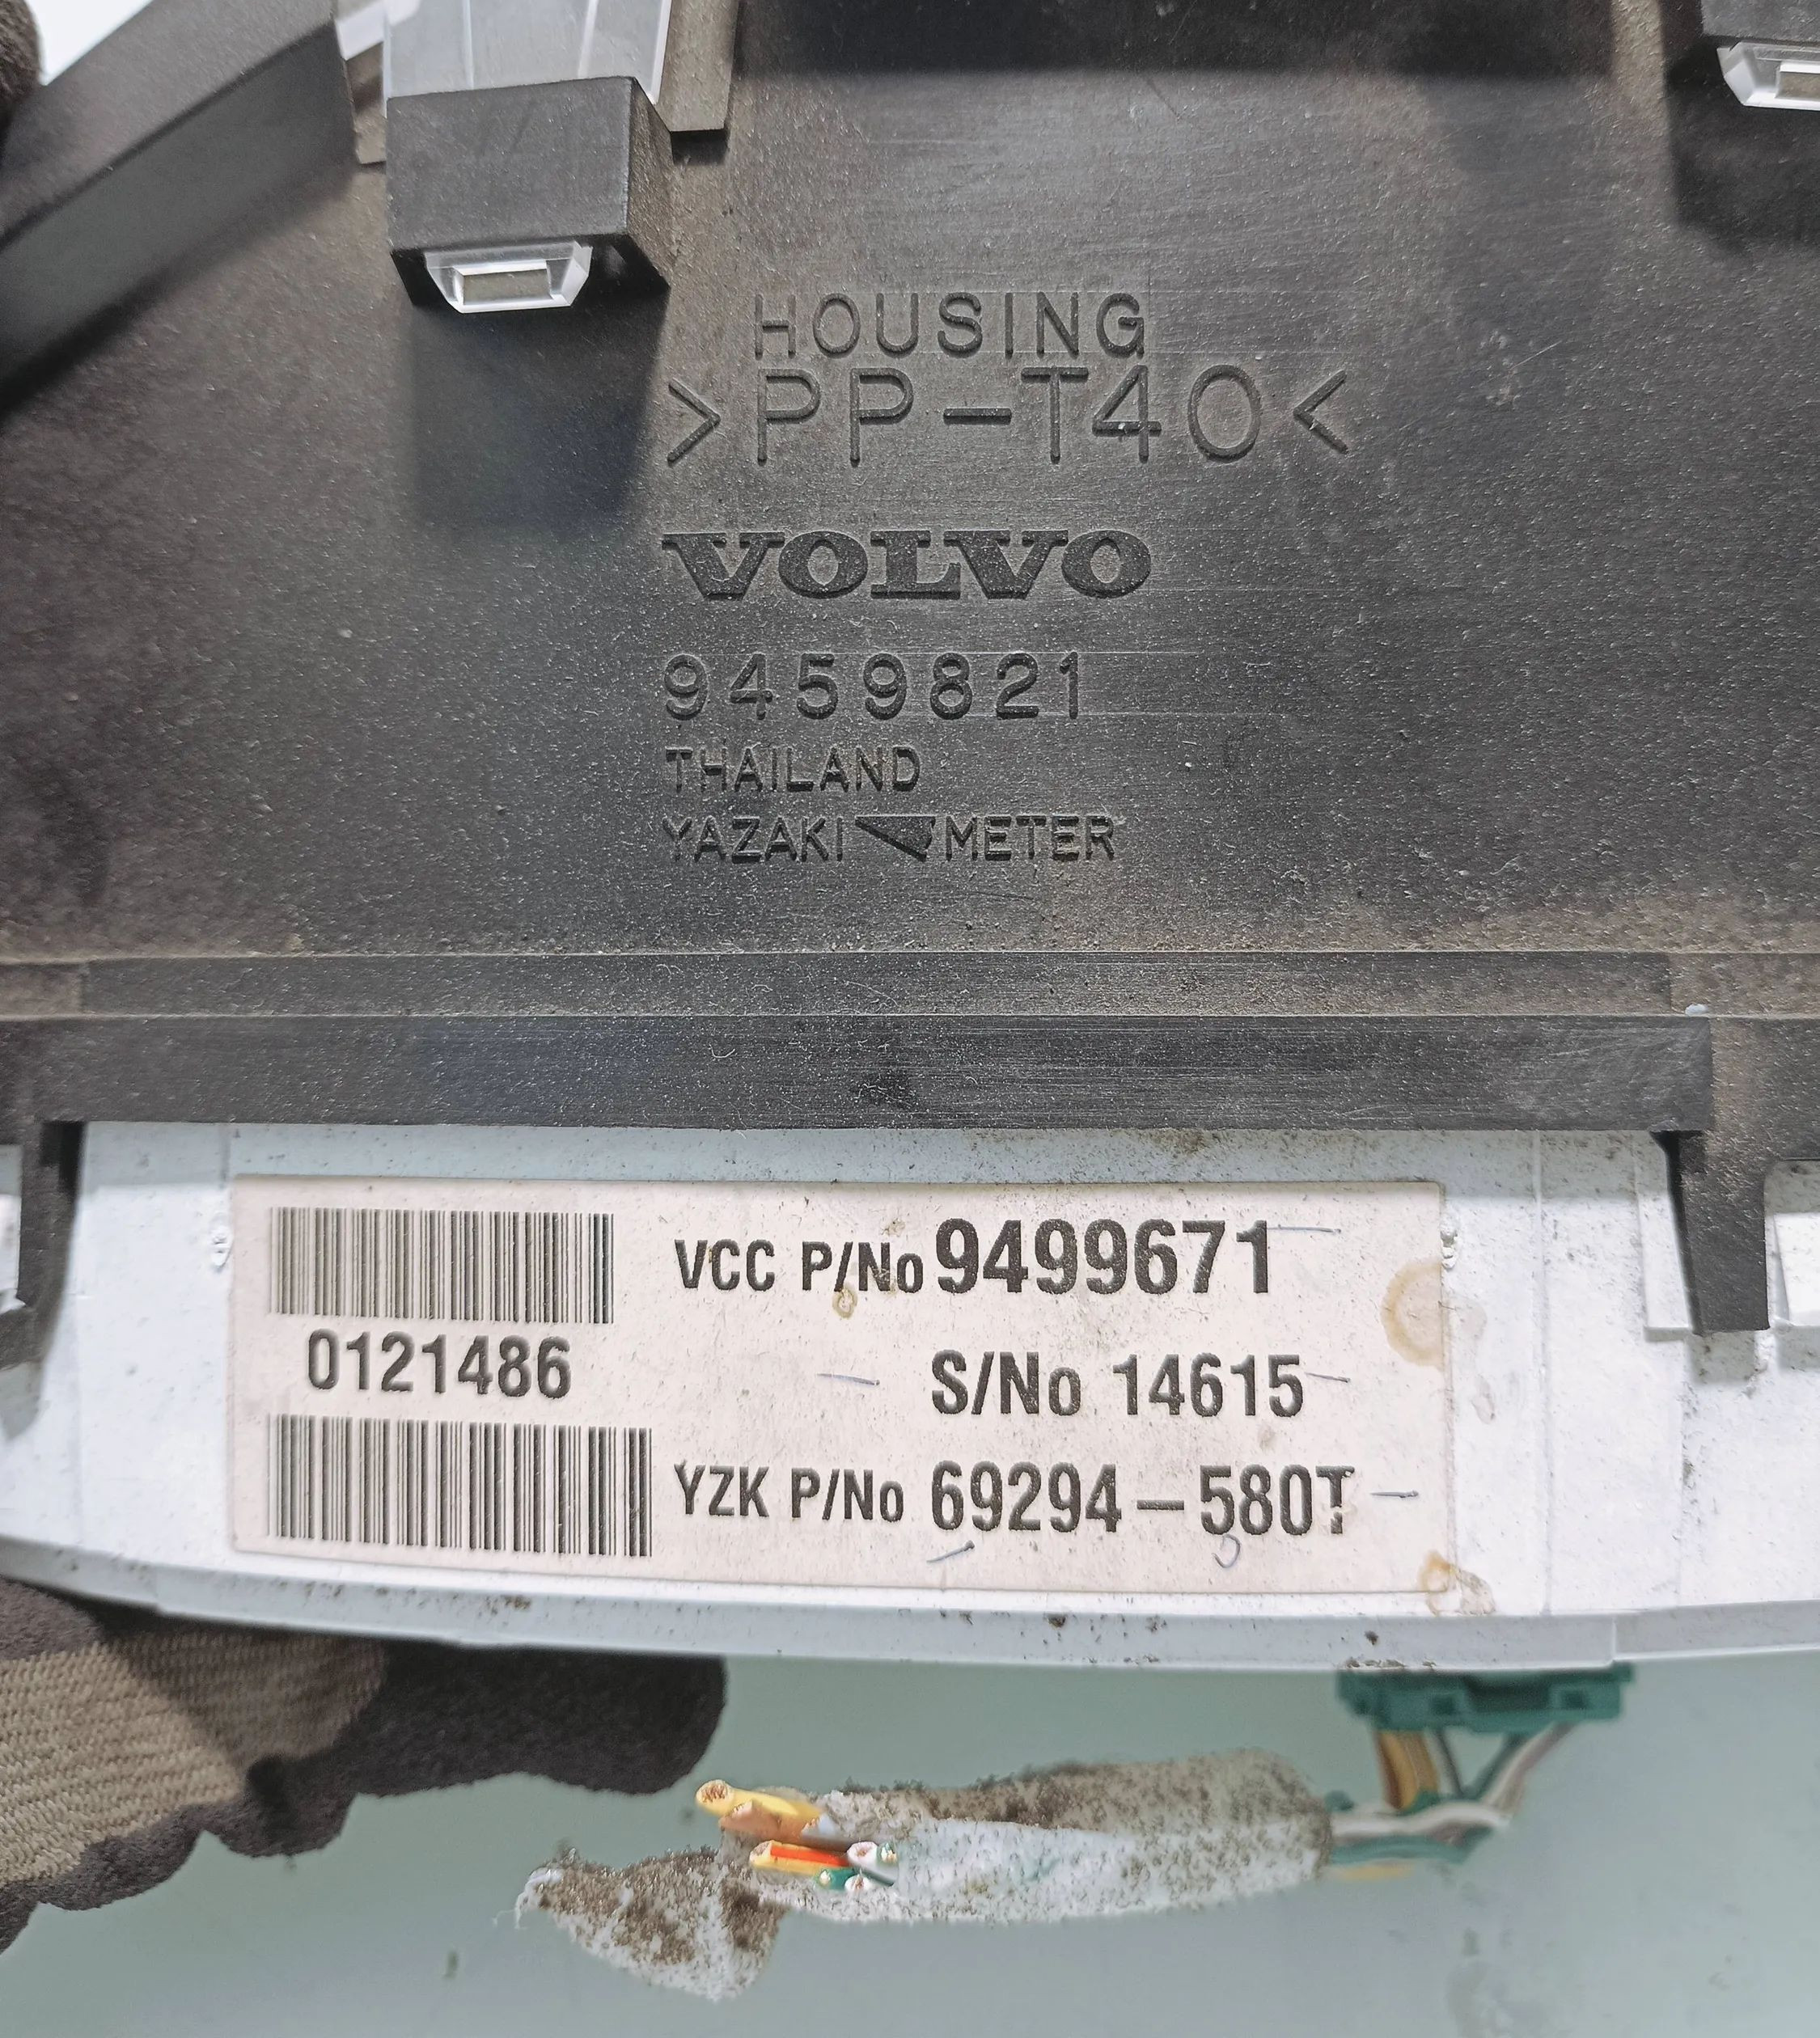 HOUSING
>PP-T40<
VOLVO
9459821
THAILAND
YAZAKI METER
VCC P/No 9499671
0121486
S/No 14615
YZK P/No 69294-580T